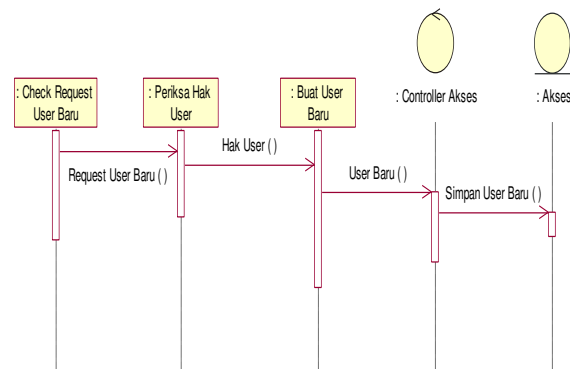 : Check Request
User Baru
: Periksa Hak
User
: Buat User
Baru
: Controller Akses
: Akses
Request User Baru ( )
Hak User ( )
User Baru ( )
Simpan User Baru ( )